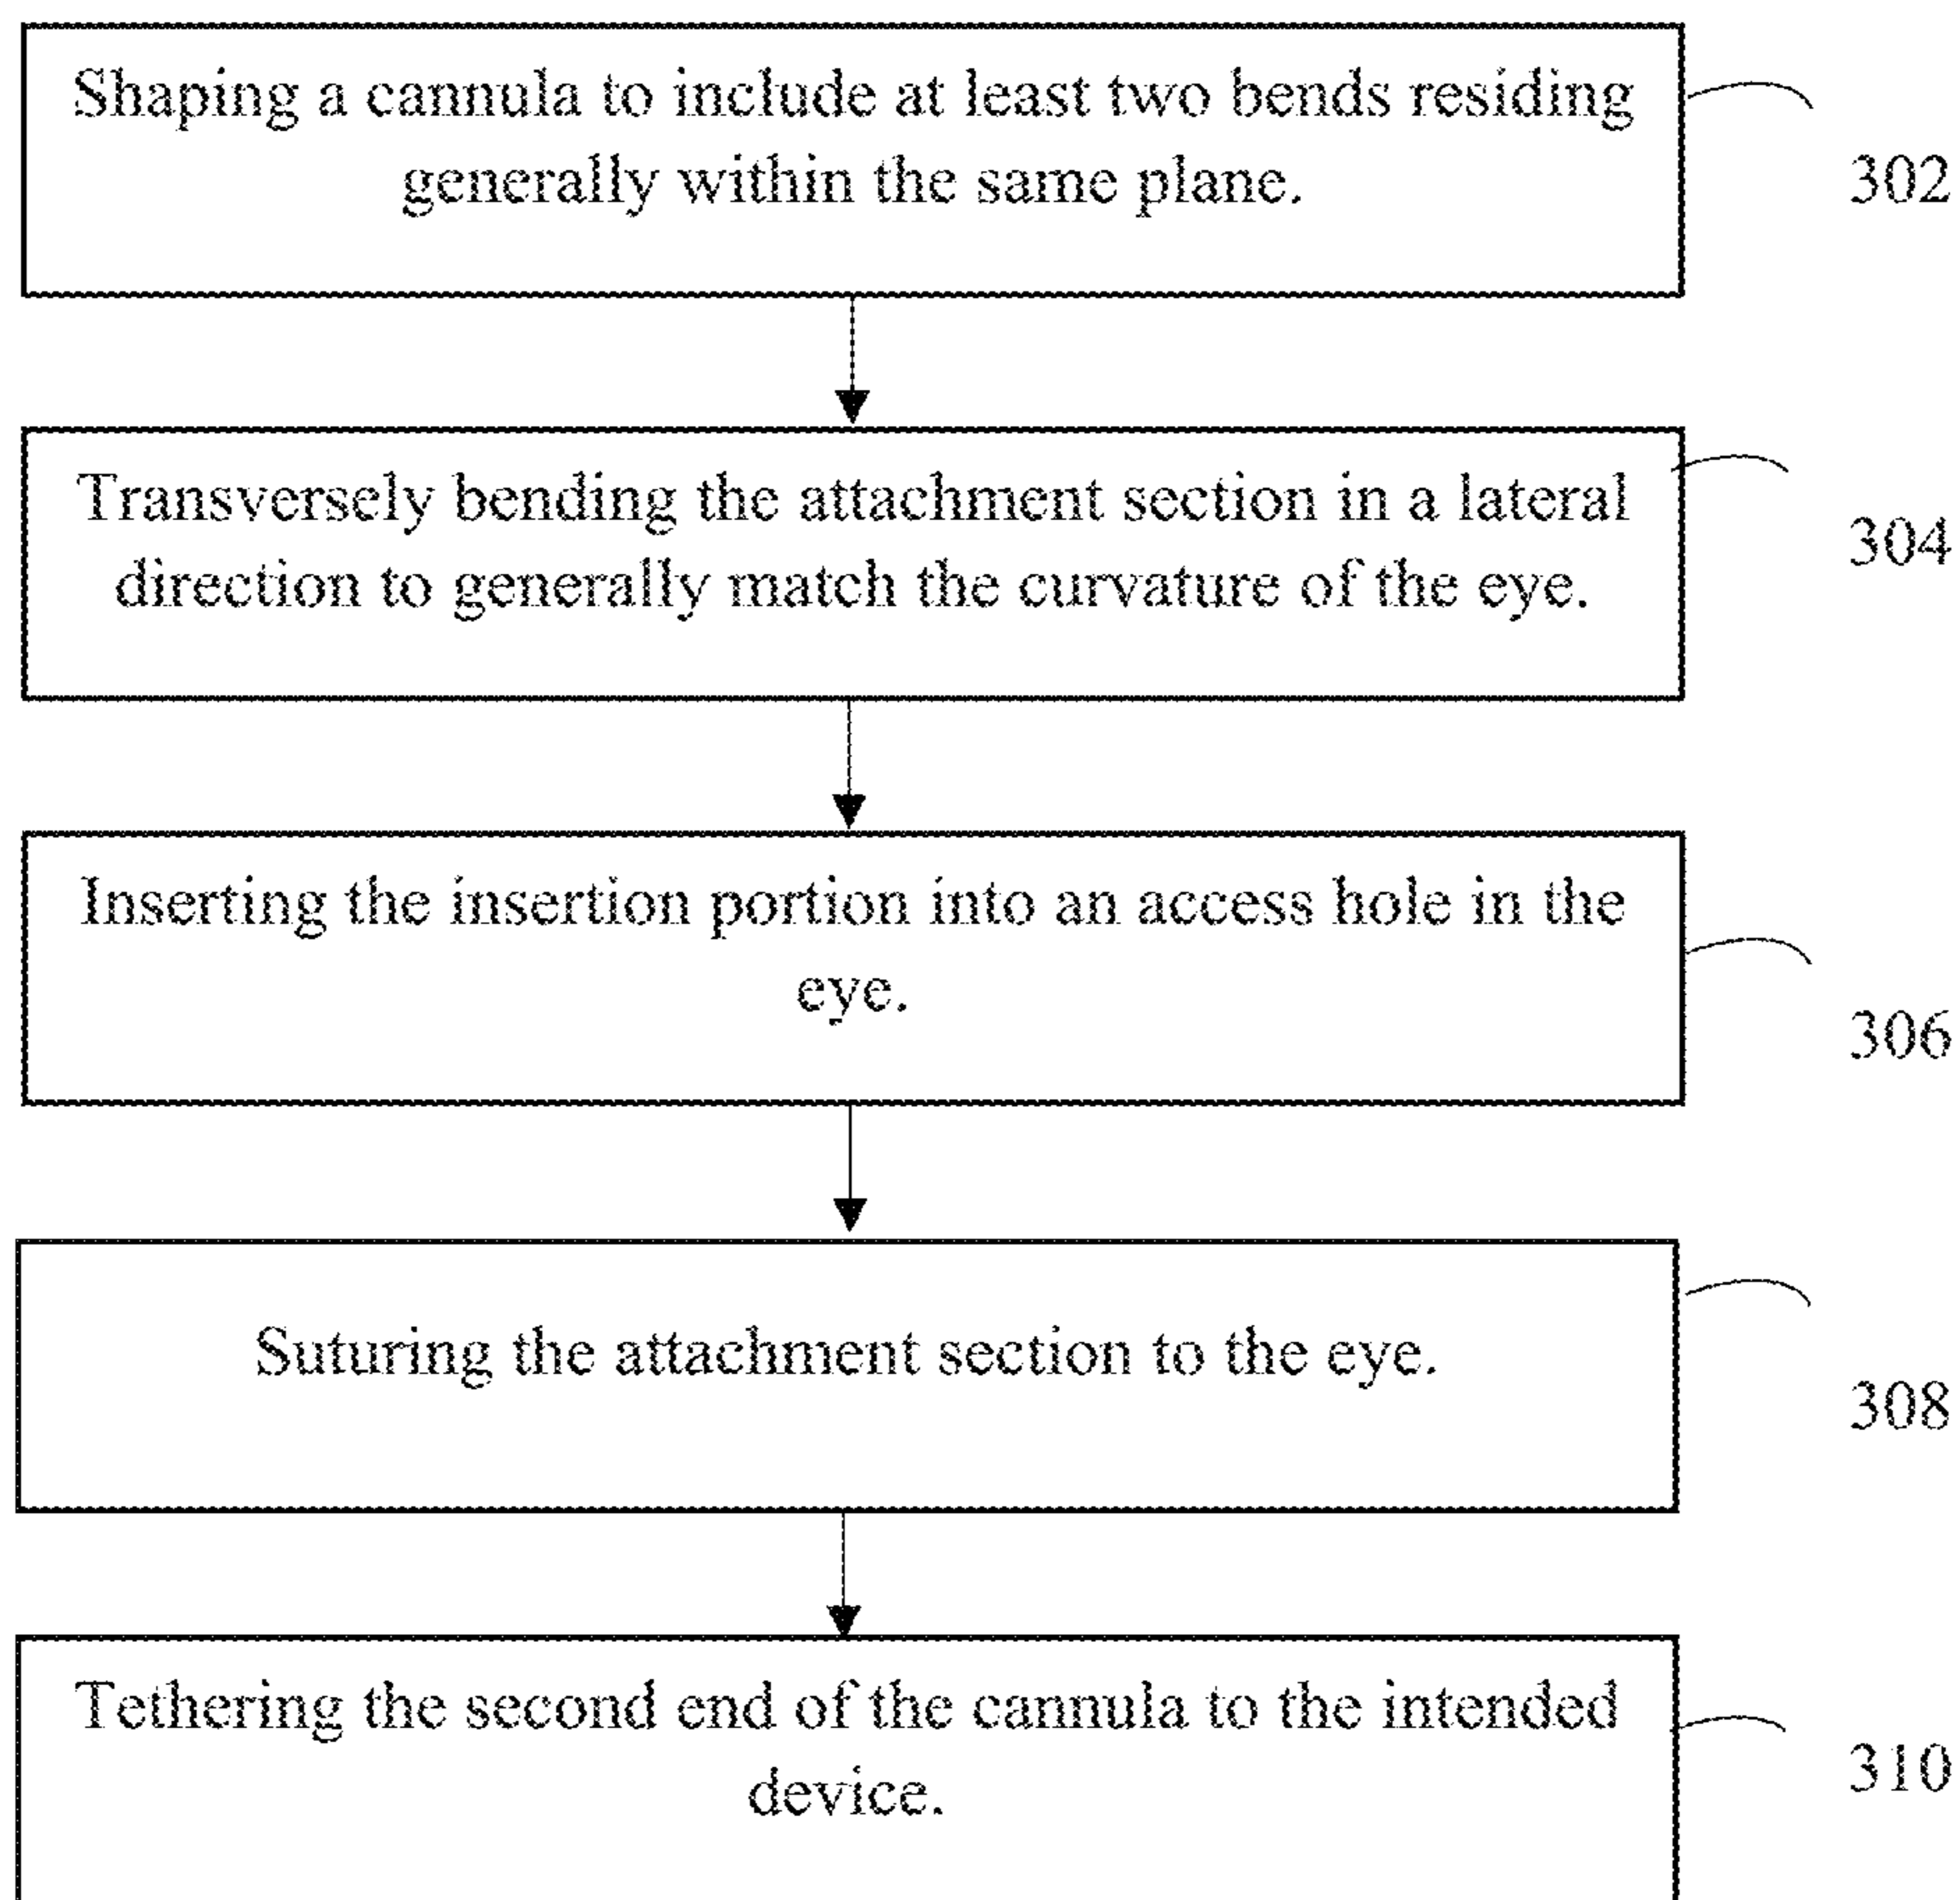 Shaping a cannula to include at least two bends residing
generally within the same plane.
302
Transversely bending the attachment section in a lateral
direction to generally match the curvature of the eye.
304
Inserting the insertion portion into an access hole in the
eye.
306
Suturing the attachment section to the eye.
308
Tethering the second end of the cannula to the intended
device.
310